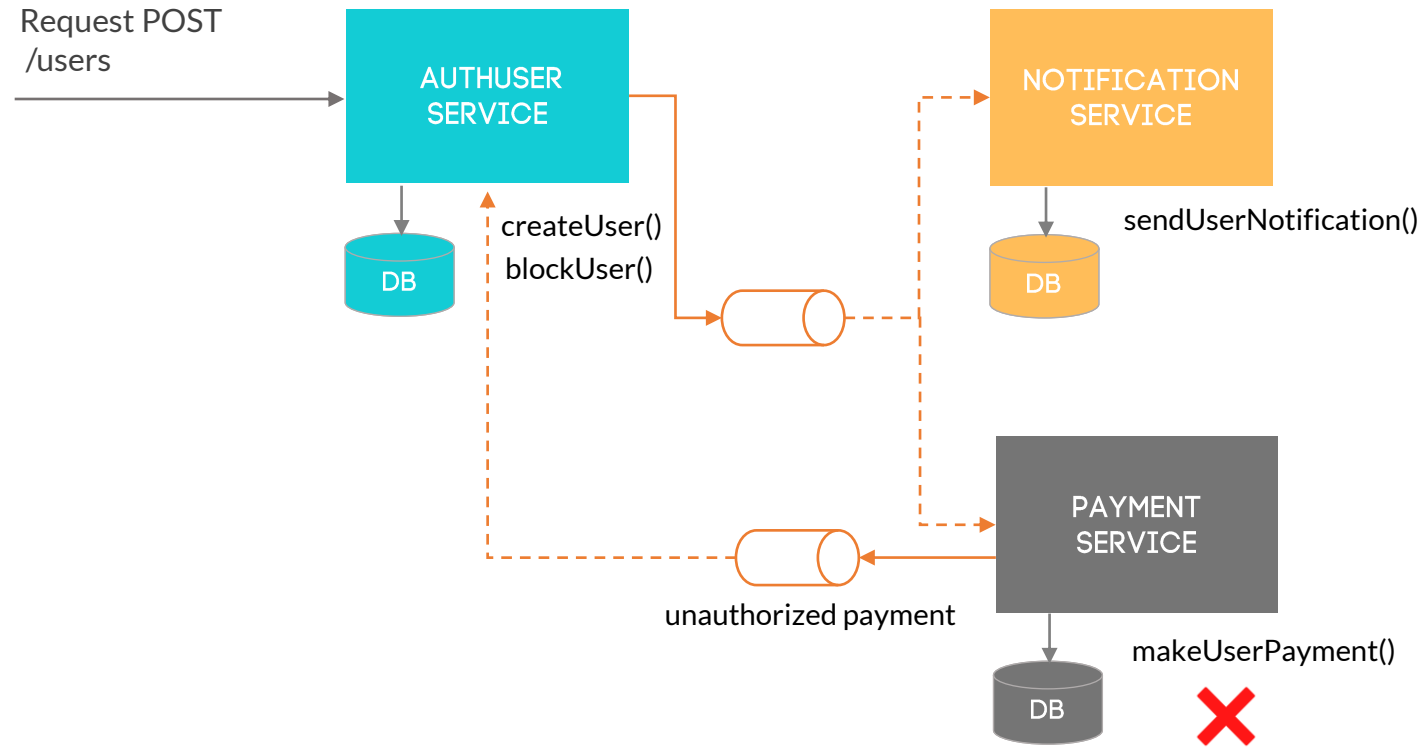 Request POST
/users
AUTHUSER
SERVICE
NOTIFICATION
SERVICE
createUser()
blockUser()
sendUserNotification()
DB
DB
PAYMENT
SERVICE
unauthorized payment
makeUserPayment()
DB